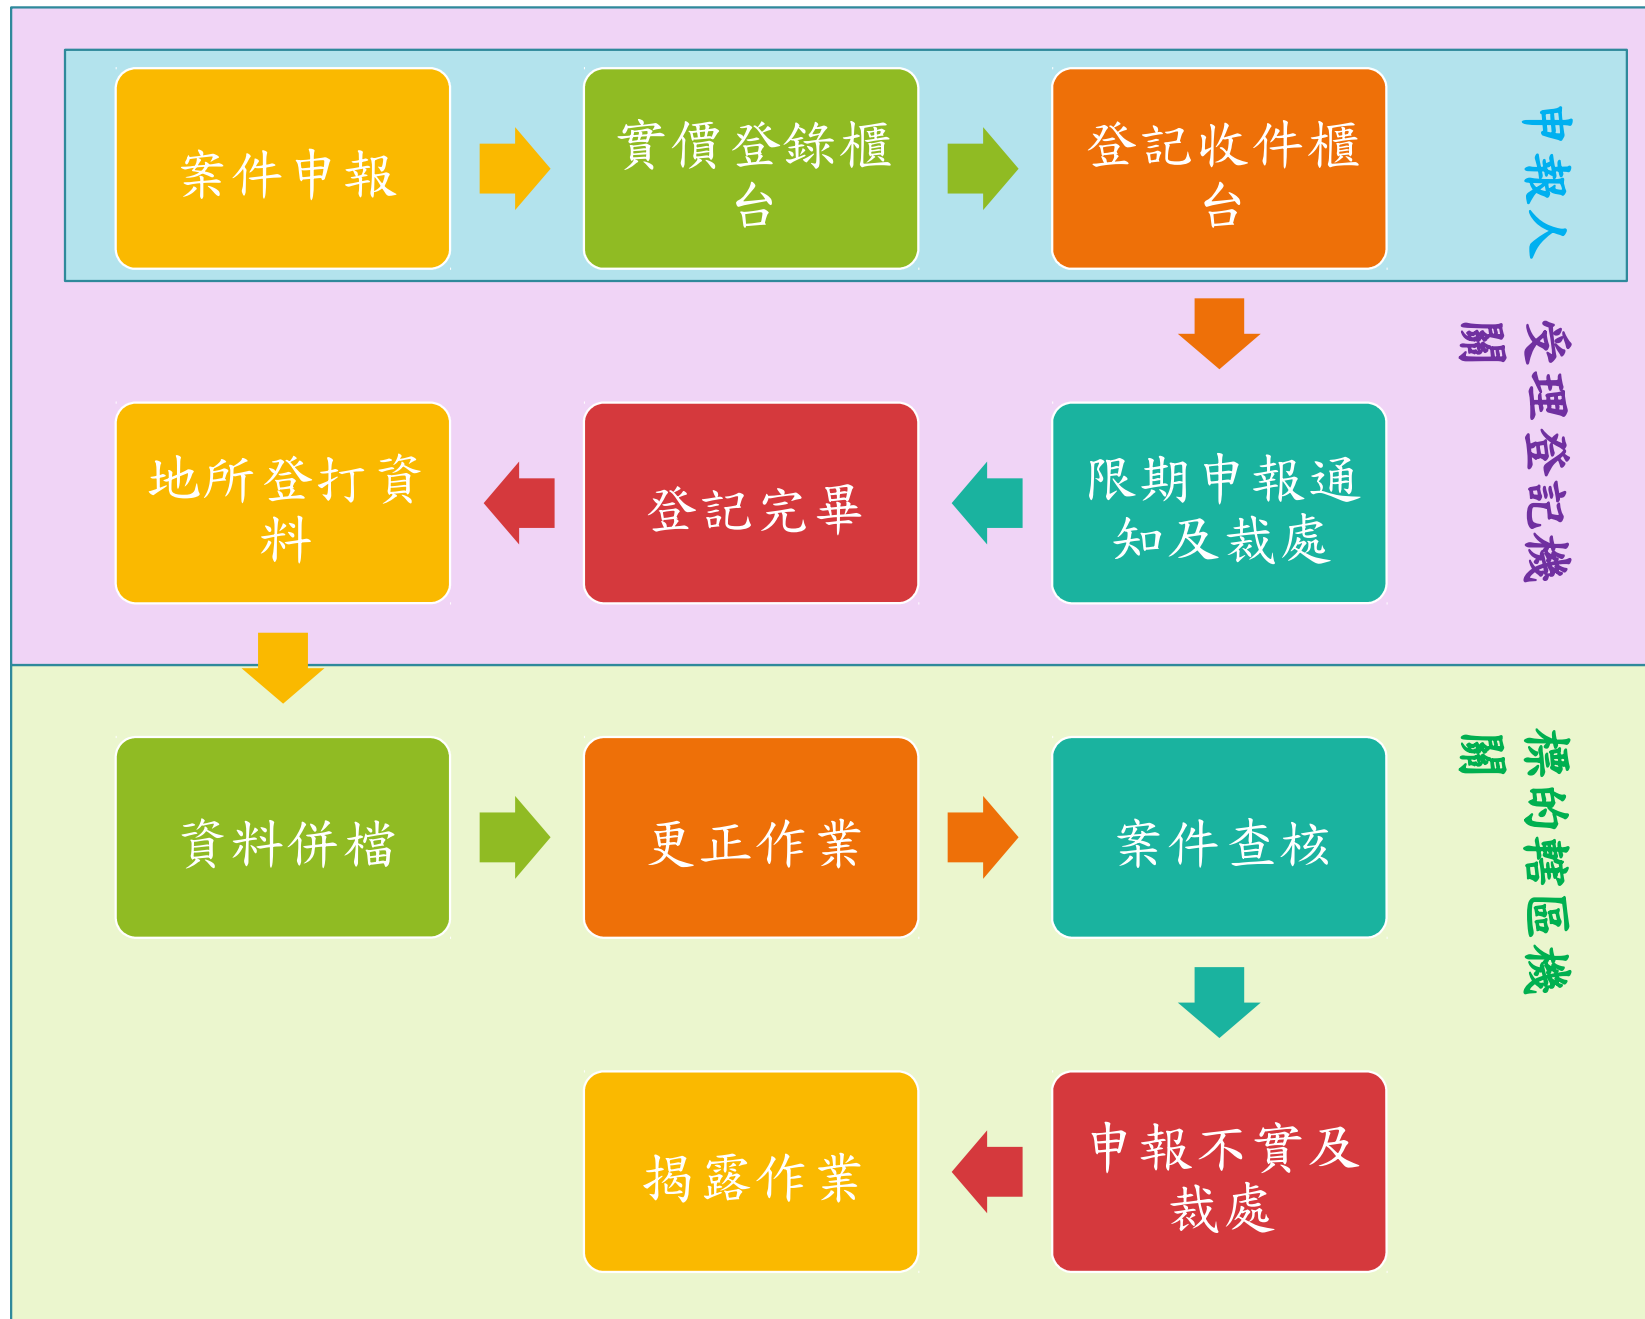 案件申報
實價登錄櫃
台
登記收件櫃
台
申報人
限期申報通
知及裁處
登記完畢
地所登打資
料
受理登記機
關
資料併檔
更正作業
案件查核
標的轄區機
關
申報不實及
裁處
揭露作業